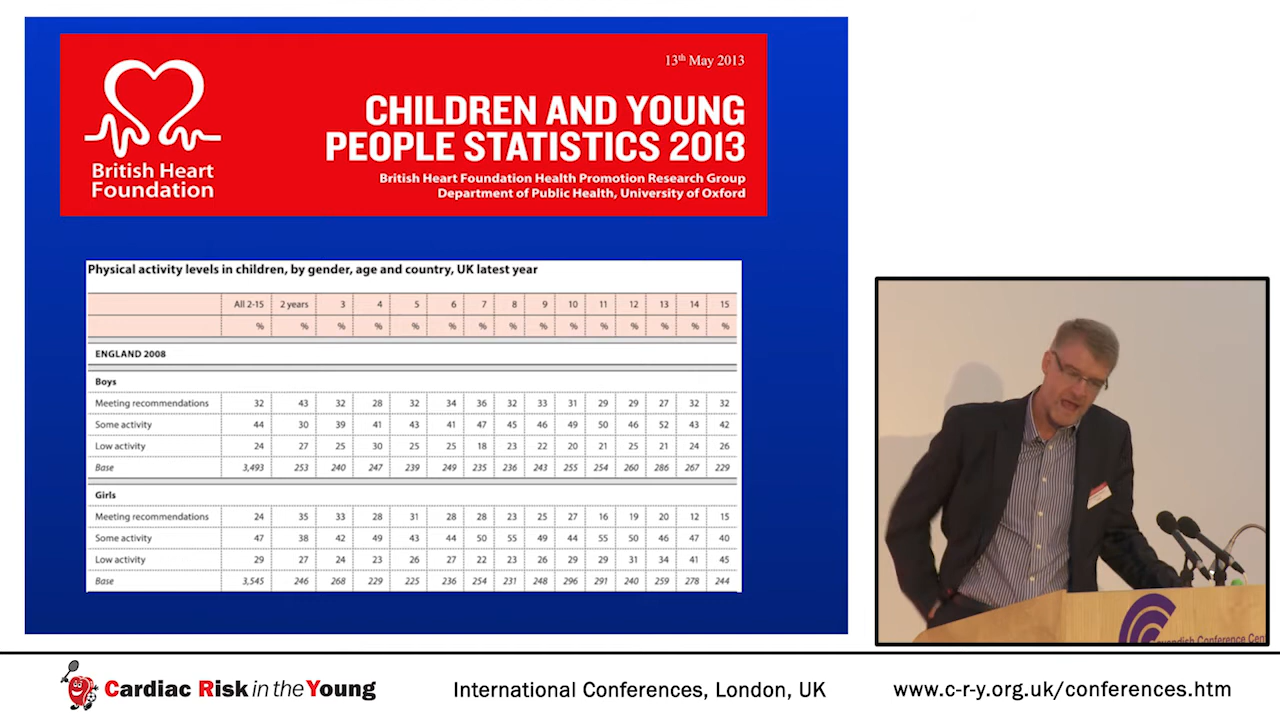 13th May 2013
CHILDREN AND YOUNG
PEOPLE STATISTICS 2013
British Heart Foundation Health Promotion Research Group
Department of Public Health, University of Oxford
British Heart
Foundation
Physical activity levels in children, by gender, age and country, UK latest year
All 2-15 2 years 3 4 5 6 7 8 9 10 11 12 13 14 15
% % % % % % % % % % % % % % %
ENGLAND 2008
Boys
Meeting recommendations 32 43 32 28 32 34 36 32 33 31 29 29 27 32 32
Some activity 44 30 39 41 43 41 47 45 46 49 50 46 52 43 42
Low activity 24 27 25 30 25 25 18 23 22 20 21 25 21 24 26
Base 3,493 253 240 247 239 249 235 236 243 255 254 260 286 267 229
Girls
Meeting recommendations 24 35 33 28 31 28 28 23 25 27 16 19 20 12 15
Some activity 47 38 42 49 43 44 50 55 49 44 55 50 46 47 40
Low activity 29 27 24 23 26 27 22 23 26 29 29 31 34 41 45
Base 3,545 246 268 229 225 236 254 231 248 296 291 240 259 278 244
Cavendish Conference Cen
Cardiac Risk in the Young
International Conferences, London, UK
www.c-r-y.org.uk/conferences.htm